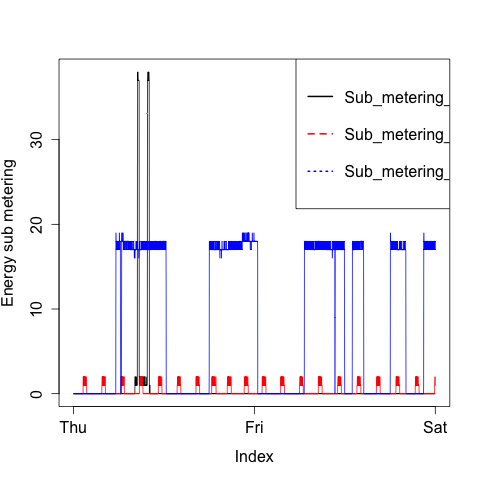 Sub_metering_
Sub_metering_
Sub_metering_
Energy sub metering
0
10
20
30
Thu
Fri
Sat
Index